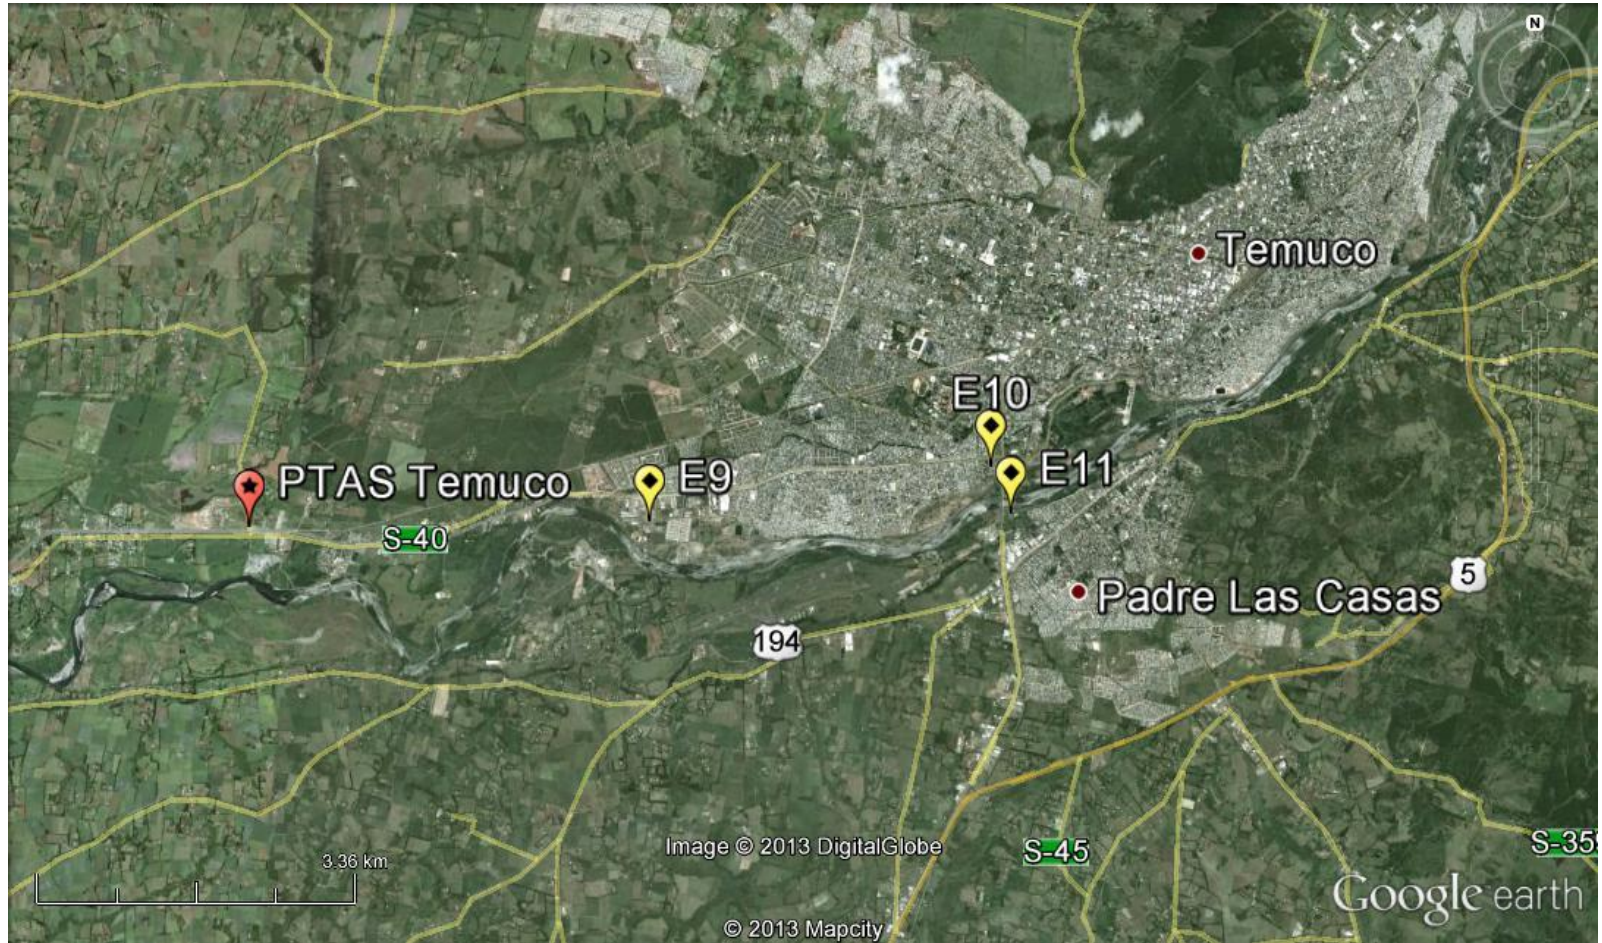 N
Temuco
E10
E11
E9
PTAS Temuco
S-40
5
Padre Las Casas
194
Image © 2013 DigitalGlobe
S-45
S-355
3.36 km
Google earth
© 2013 Mapcity